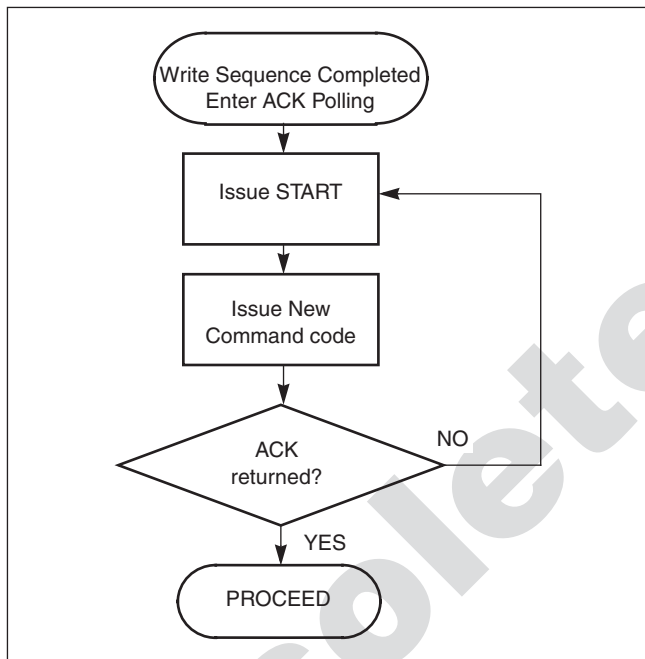 Write Sequence Completed
Enter ACK Polling
Issue START
Issue New
Command code
ACK
returned?
NO
YES
PROCEED